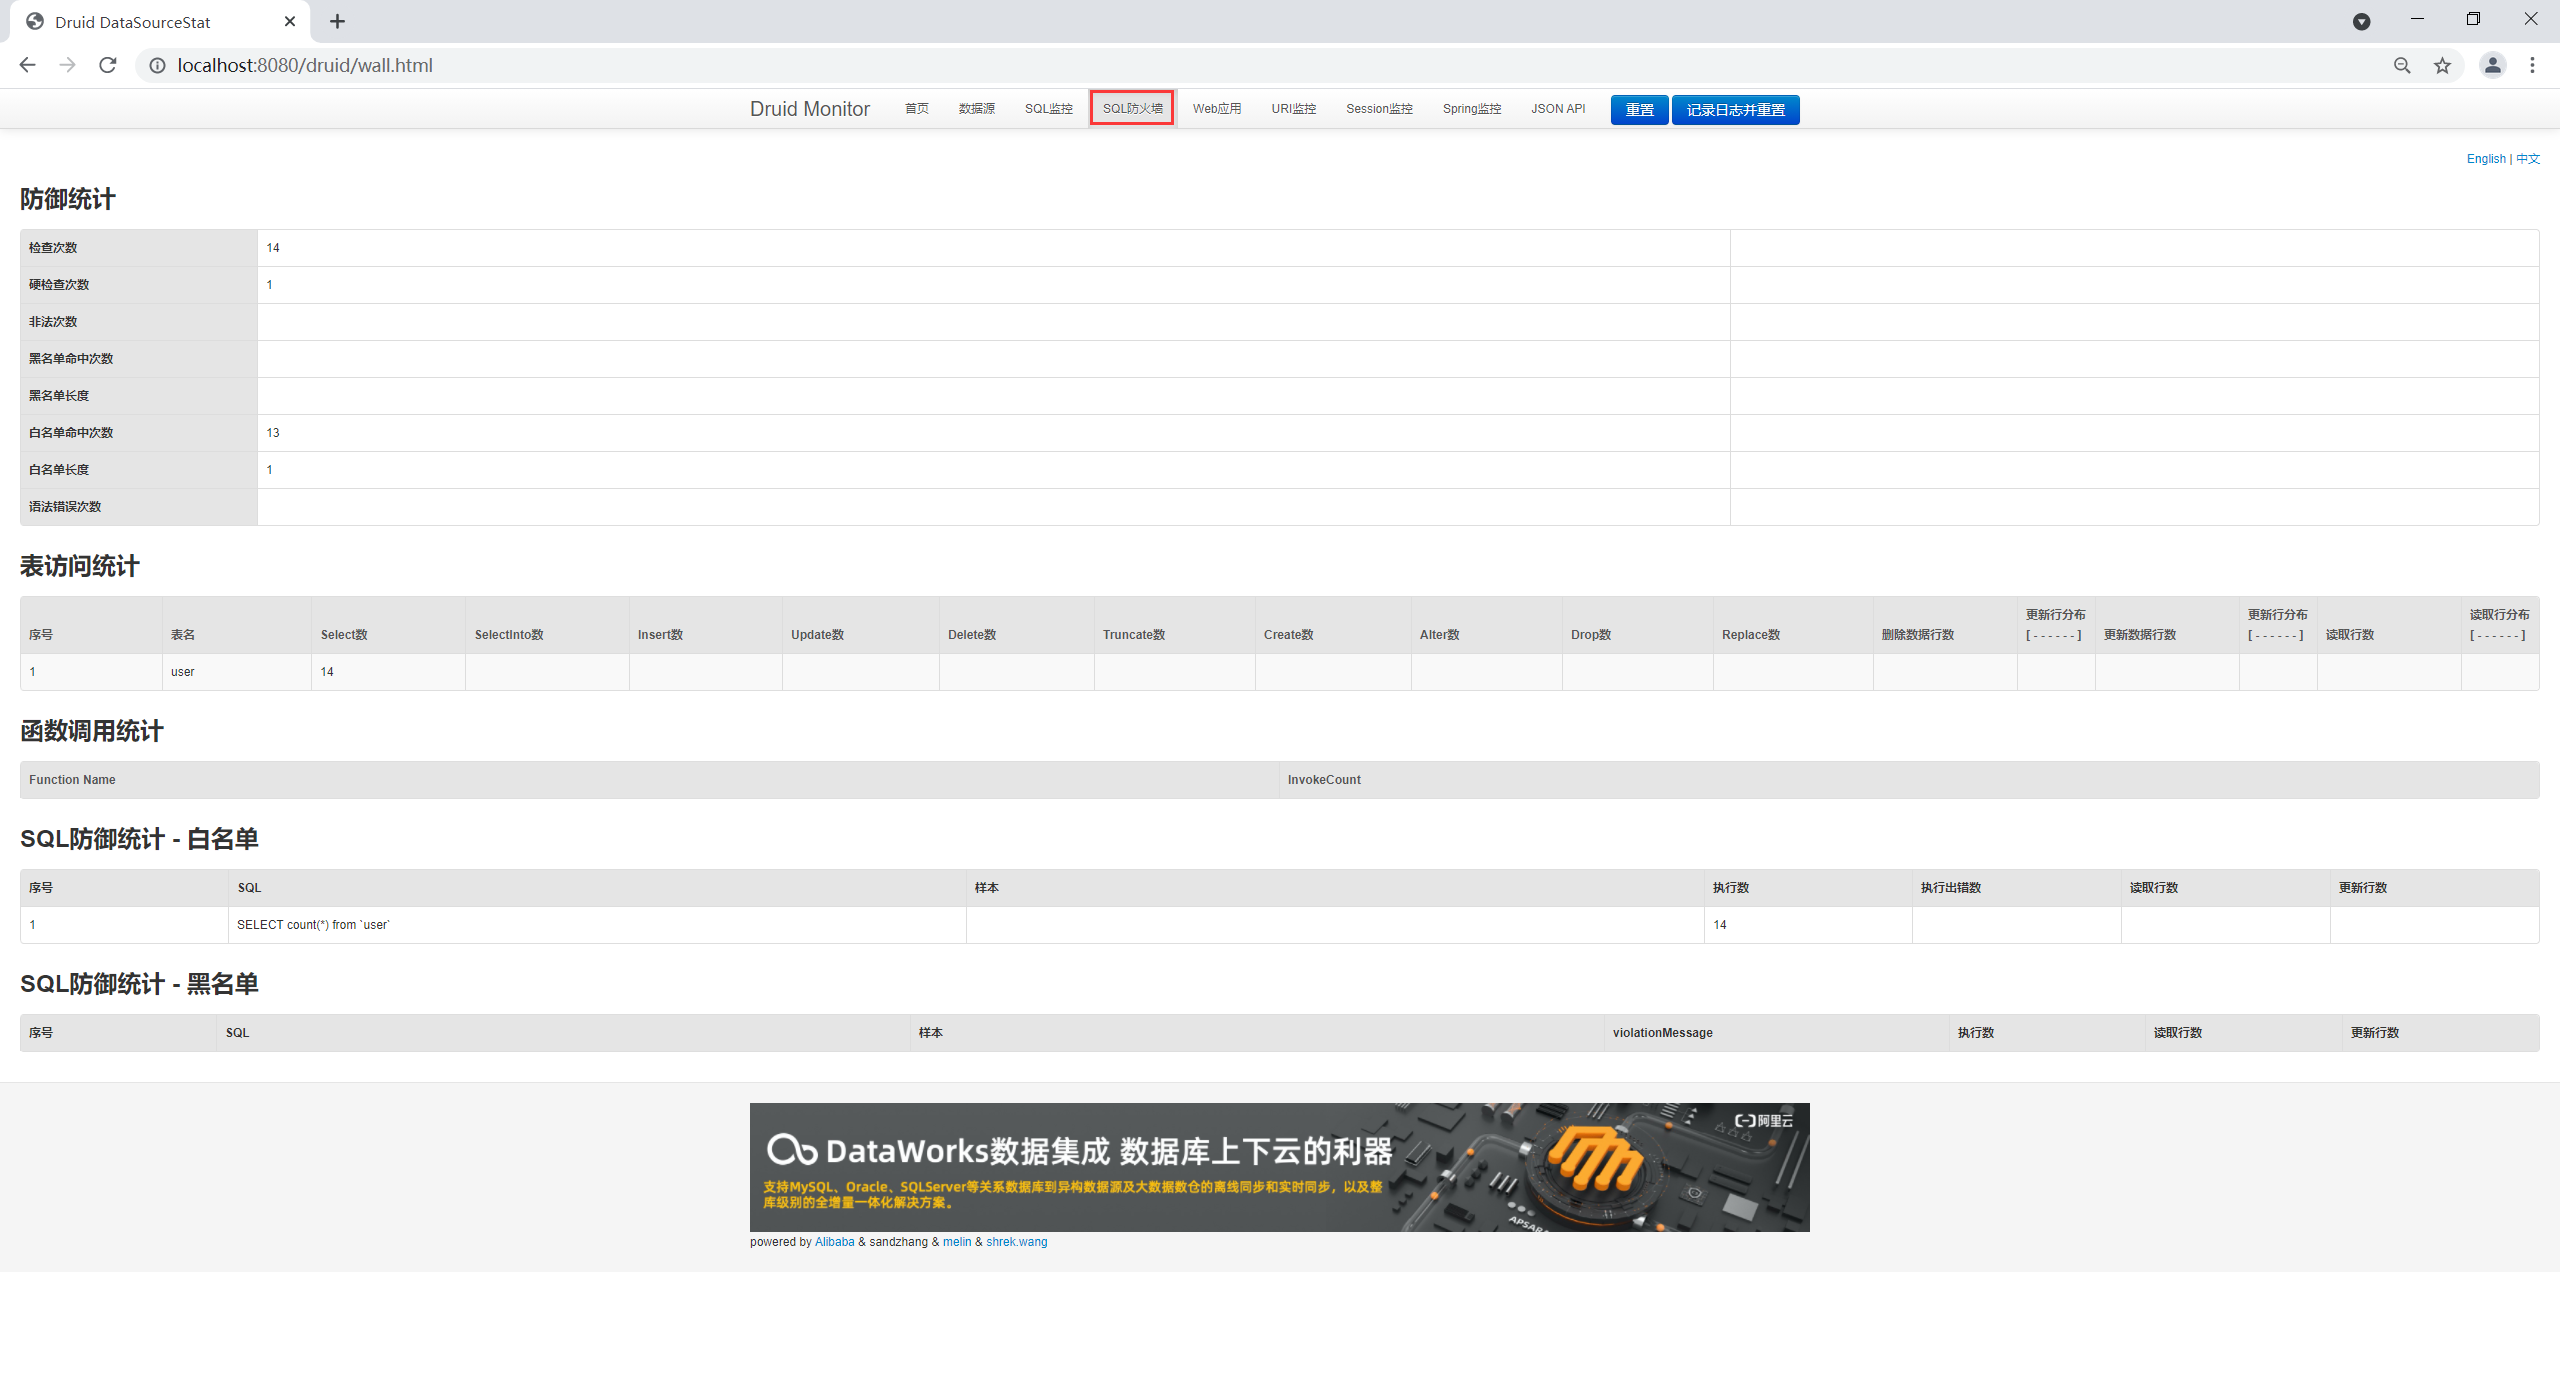 Druid DataSourceStat
localhost:8080/druid/wall.html
Druid Monitor 首页 数据源 SQL监控 SQL防火墙 Web应用 URI监控 Session监控 Spring监控 JSON API 重置 记录日志并重置
English | 中文
防御统计
检查次数 14
硬检查次数 1
非法次数
黑名单命中次数
黑名单长度
白名单命中次数 13
白名单长度 1
语法错误次数
表访问统计
序号 表名 Select数 SelectInto数 Insert数 Update数 Delete数 Truncate数 Create数 Alter数 Drop数 Replace数 删除数据行数 更新行分布 [ - - - - - - ] 更新数据行数 更新行分布 [ - - - - - - ] 读取行数 读取行分布 [ - - - - - - ]
1 user 14
函数调用统计
Function Name InvokeCount
SQL防御统计 - 白名单
序号 SQL 样本 执行数 执行出错数 读取行数 更新行数
1 SELECT count(*) from `user` 14
SQL防御统计 - 黑名单
序号 SQL 样本 violationMessage 执行数 读取行数 更新行数
阿里云
DataWorks数据集成 数据库上下云的利器
支持MySQL、Oracle、SQLServer等关系数据库到异构数据源及大数据数仓的离线同步和实时同步，以及整
库级别的全增量一体化解决方案。
APSARA
powered by Alibaba & sandzhang & melin & shrek.wang